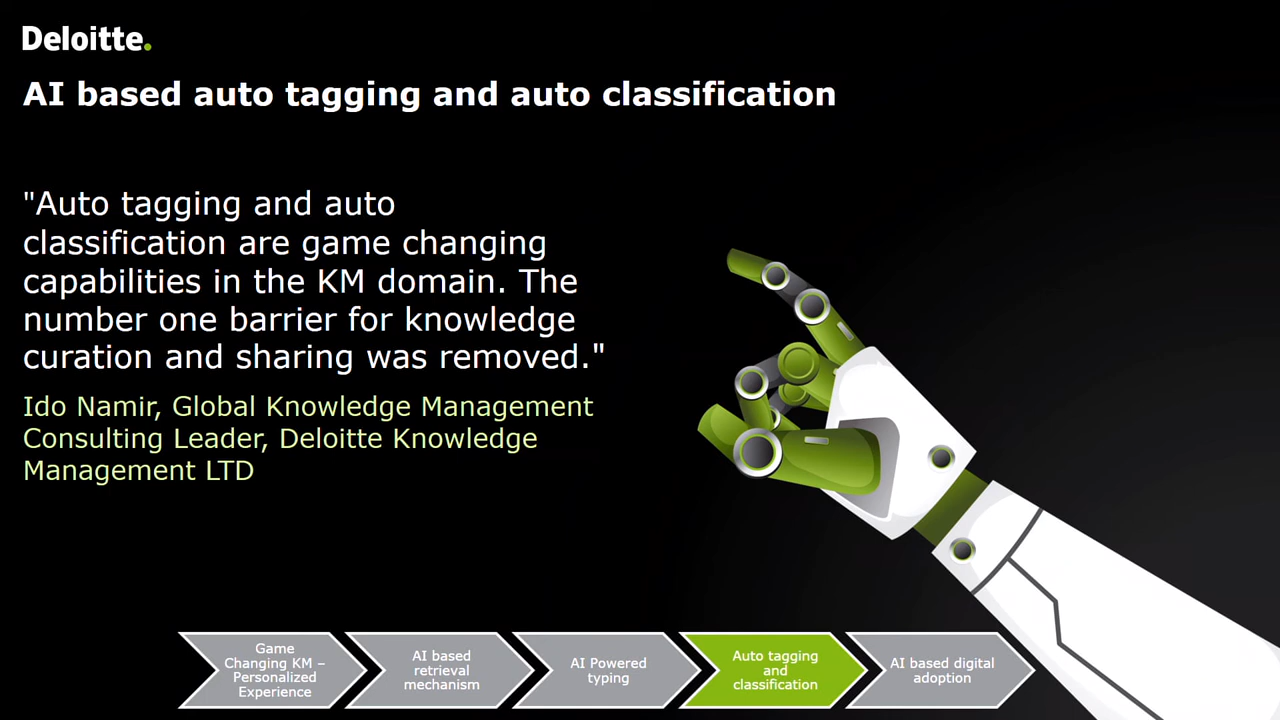 Deloitte.
AI based auto tagging and auto classification
"Auto tagging and auto
classification are game changing
capabilities in the KM domain. The
number one barrier for knowledge
curation and sharing was removed."
Ido Namir, Global Knowledge Management
Consulting Leader, Deloitte Knowledge
Management LTD
Game
Changing KM –
Personalized
Experience
AI based
retrieval
mechanism
AI Powered
typing
Auto tagging
and
classification
AI based digital
adoption